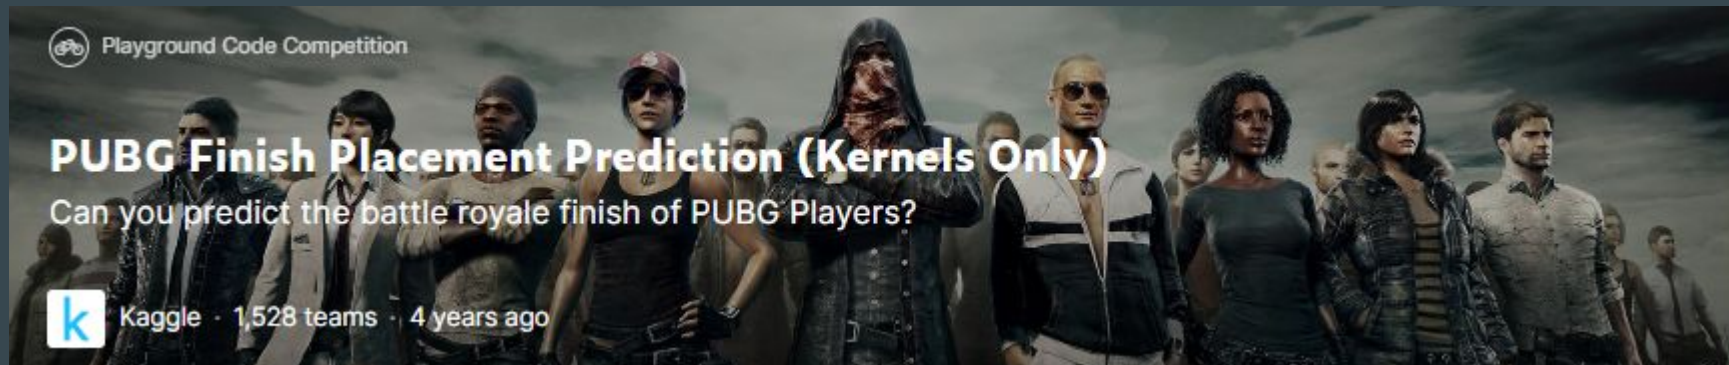 Playground Code Competition
PUBG Finish Placement Prediction (Kernels Only)
Can you predict the battle royale finish of PUBG Players?
k
Kaggle · 1,528 teams · 4 years ago